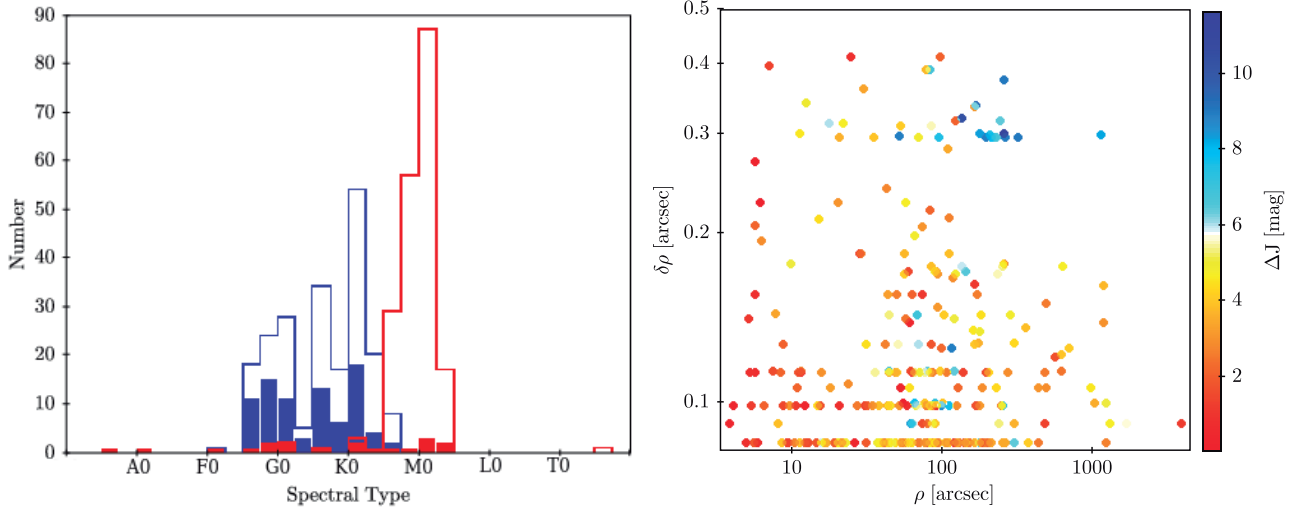 90
80
70
60
50
40
30
20
10
0
Number
A0 F0 G0 K0 M0 L0 T0
Spectral Type
0.5
0.4
0.3
0.2
0.1
δρ [arcsec]
10 100 1000
ρ [arcsec]
10
8
6
4
2
ΔJ [mag]